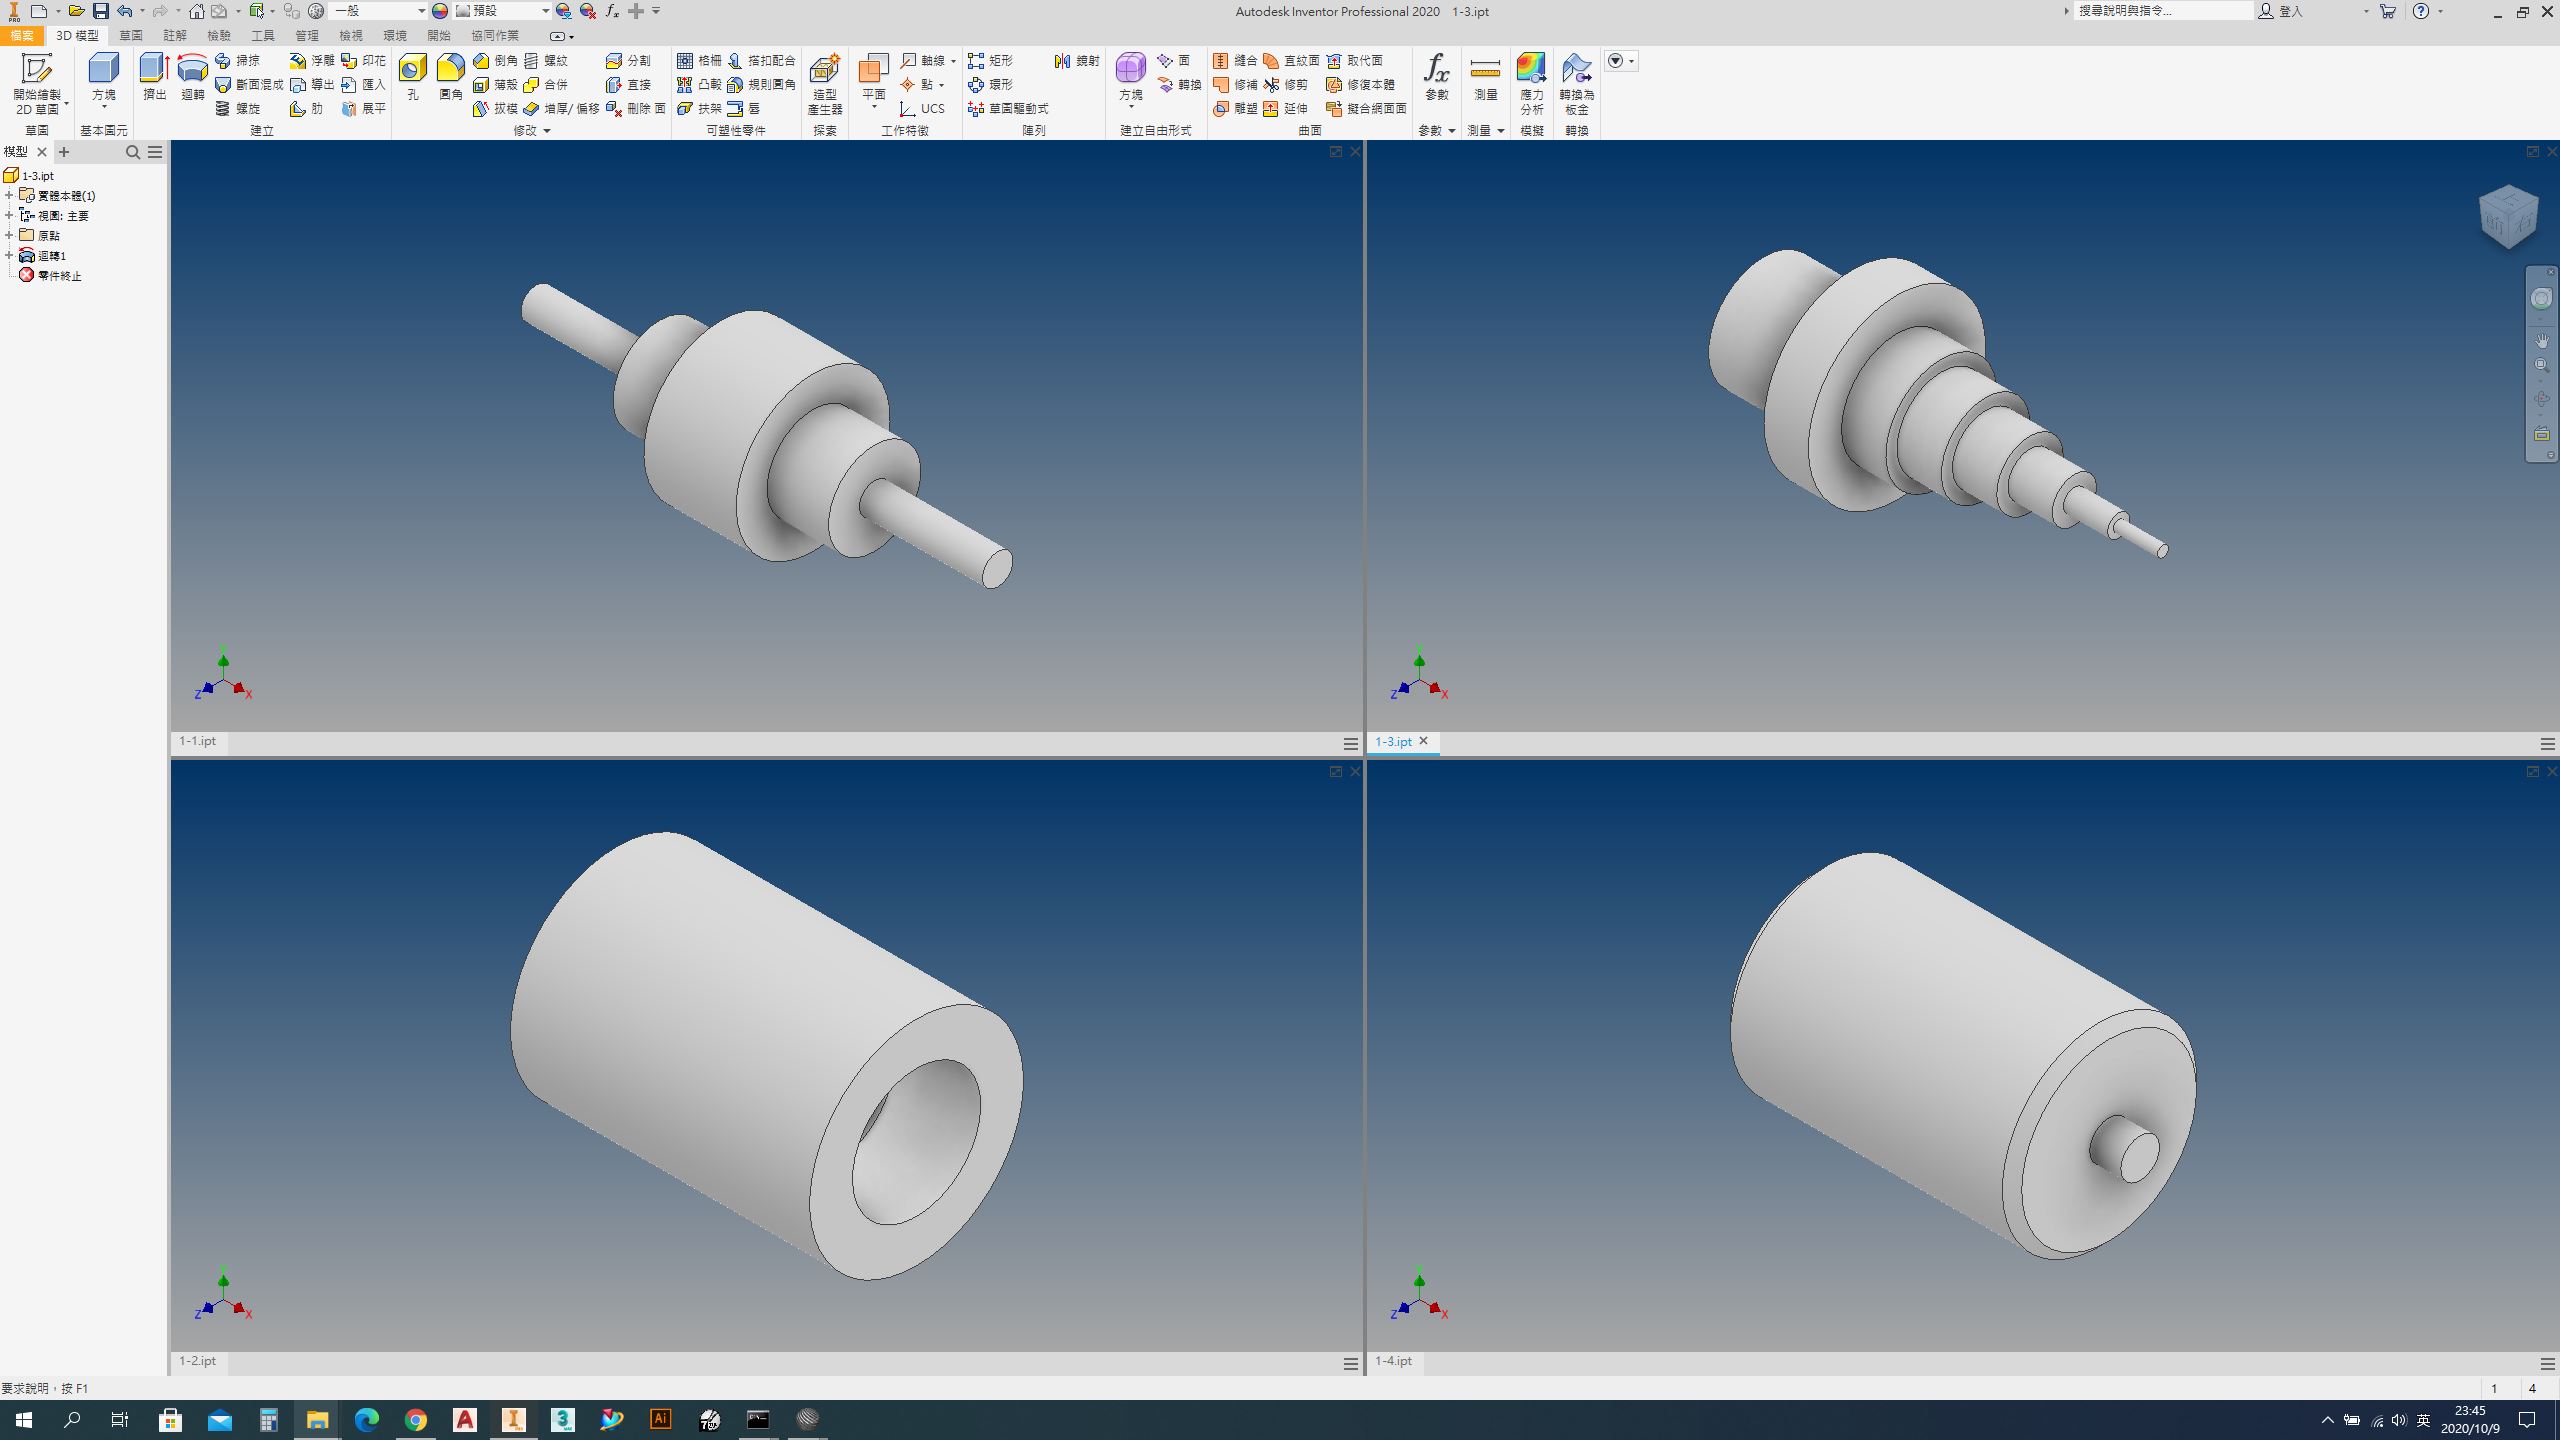 一般
預設
Autodesk Inventor Professional 2020 1-3.ipt
搜尋說明與指令...
登入
檔案 3D 模型 草圖 註解 檢驗 工具 管理 檢視 環境 開始 協同作業
開始繪製
2D 草圖
草圖
方塊
基本圖元
擠出 迴轉
掃掠 浮雕 印花
斷面混成 導出 匯入
螺旋 肋 展平
建立
孔 圓角
倒角 螺紋 分割
薄殼 合併 直接
拔模 增厚/ 偏移 刪除 面
修改
格柵 搭扣配合
凸轂 規則圓角
扶架 唇
可塑性零件
造型
產生器
探索
平面
軸線
點
UCS
工作特徵
矩形 鏡射
環形
草圖驅動式
陣列
方塊
面
轉換
建立自由形式
縫合 直紋面 取代面
修補 修剪 修復本體
雕塑 延伸 擬合網面面
曲面
fx
參數
參數
測量
測量
應力
分析
模擬
轉換為
板金
轉換
模型
1-3.ipt
實體本體(1)
視圖: 主要
原點
迴轉1
零件終止
Y
Z X
1-1.ipt
Y
Z X
1-3.ipt
Y
Z X
1-2.ipt
Y
Z X
1-4.ipt
要求說明，按 F1
1 4
英
23:45
2020/10/9